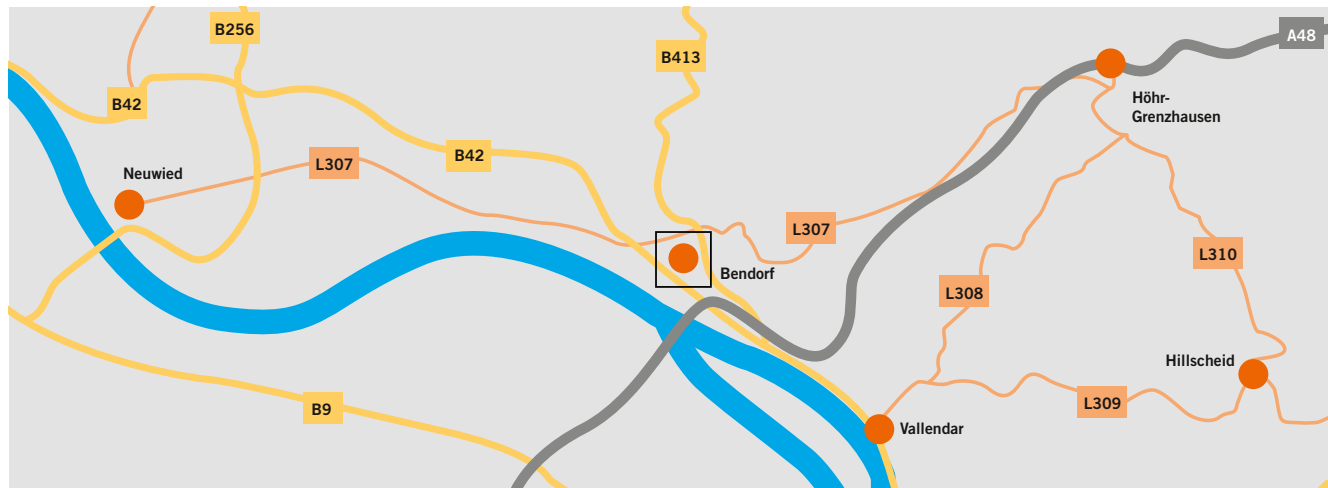 B256
A48
B413
B42
Höhr-
Grenzhausen
B42
L307
Neuwied
L307
L310
Bendorf
L308
Hillscheid
L309
B9
Vallendar